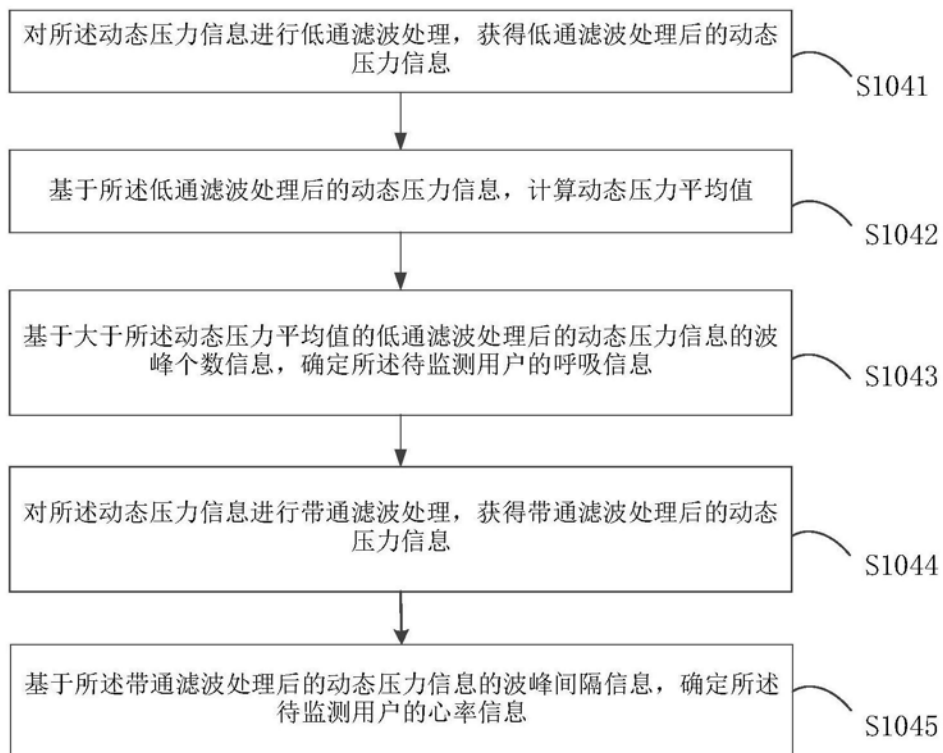 对所述动态压力信息进行低通滤波处理，获得低通滤波处理后的动态
压力信息
S1041
基于所述低通滤波处理后的动态压力信息，计算动态压力平均值
S1042
基于大于所述动态压力平均值的低通滤波处理后的动态压力信息的波
峰个数信息，确定所述待监测用户的呼吸信息
S1043
对所述动态压力信息进行带通滤波处理，获得带通滤波处理后的动态
压力信息
S1044
基于所述带通滤波处理后的动态压力信息的波峰间隔信息，确定所述
待监测用户的心率信息
S1045